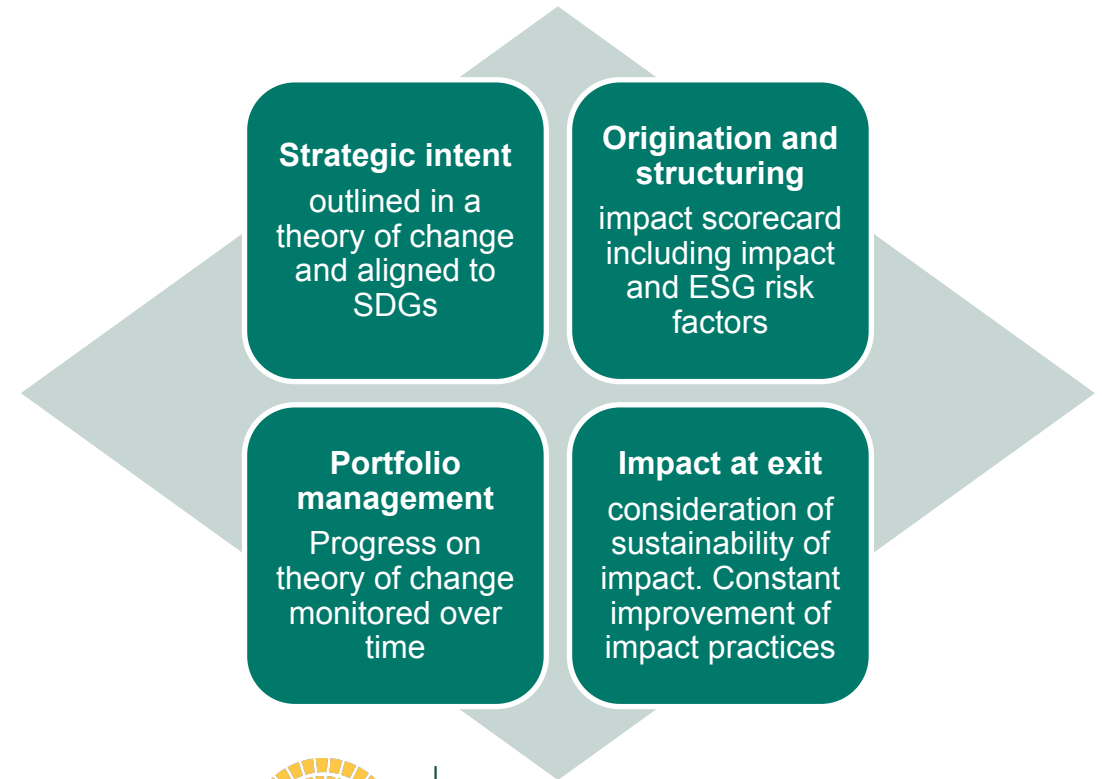 Strategic intent
outlined in a
theory of change
and aligned to
SDGs
Origination and
structuring
impact scorecard
including impact
and ESG risk
factors
Portfolio
management
Progress on
theory of change
monitored over
time
Impact at exit
consideration of
sustainability of
impact. Constant
improvement of
impact practices